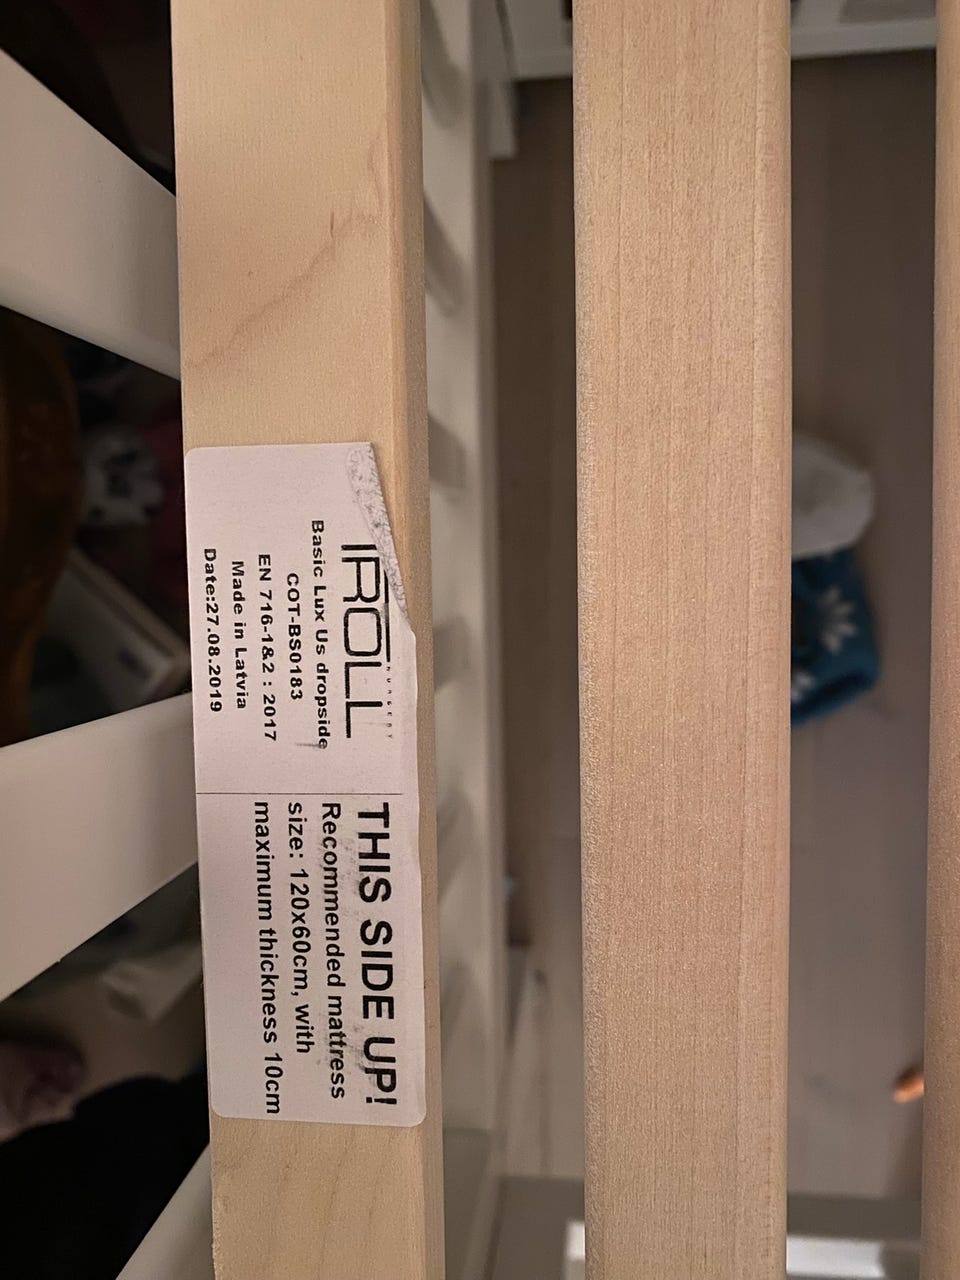 TROLL
NURSERY
Basic Lux Us dropside
COT-BS0183
EN 716-1&2 : 2017
Made in Latvia
Date:27.08.2019
THIS SIDE UP!
Recommended mattress
size: 120x60cm, with
maximum thickness 10cm